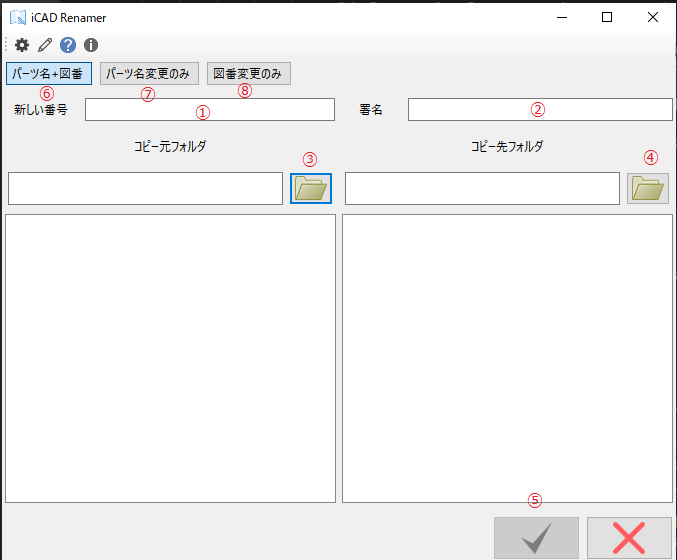 iCAD Renamer
パーツ名+図番 パーツ名変更のみ 図番変更のみ
⑥ ⑦ ⑧
新しい番号 ① 署名 ②
コピー元フォルダ ③ コピー先フォルダ ④
⑤